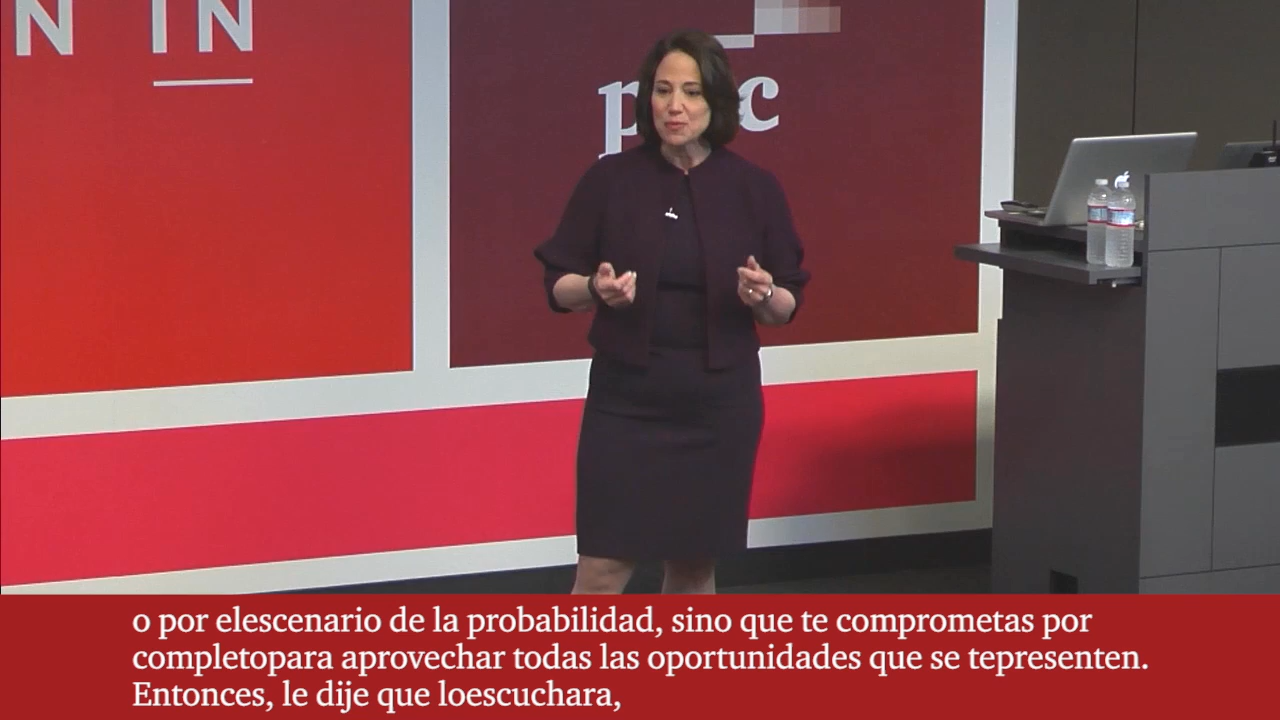 N IN
p c
o por elescenario de la probabilidad, sino que te comprometas por
completopara aprovechar todas las oportunidades que se tepresenten.
Entonces, le dije que loescuchara,